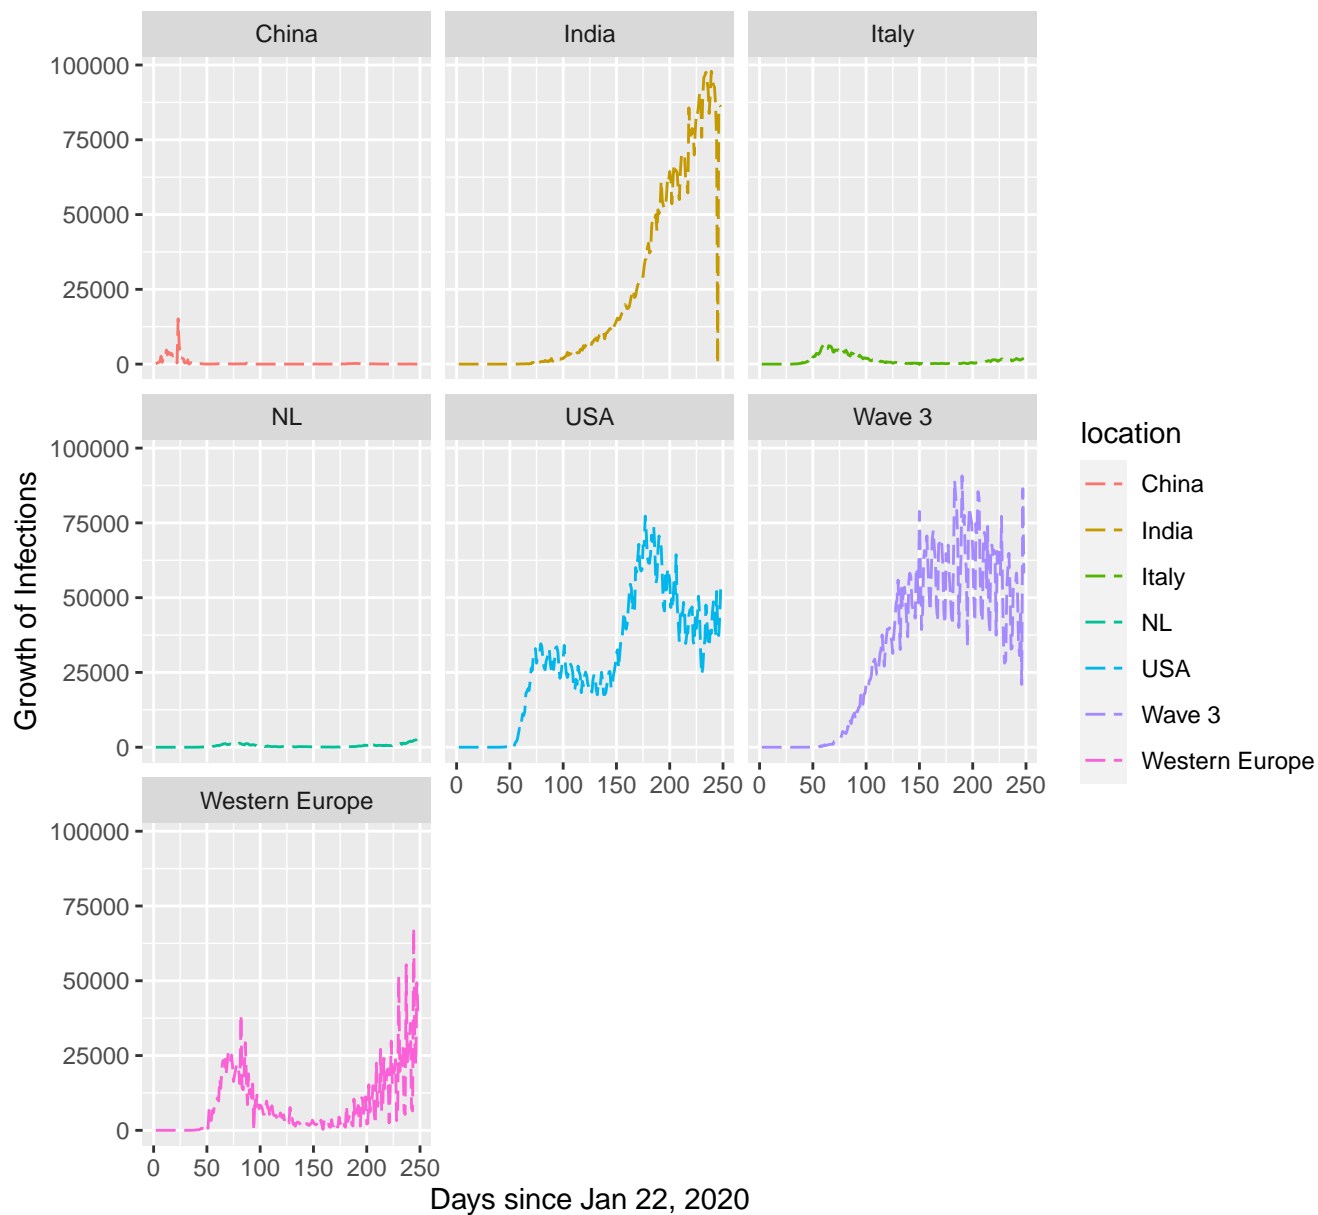 China India Italy
100000
75000
50000
25000
0
NL USA Wave 3
100000
75000
50000
25000
0
0 50 100 150 200 250 0 50 100 150 200 250
Western Europe
100000
75000
50000
25000
0
0 50 100 150 200 250
Days since Jan 22, 2020
Growth of Infections
location
China
India
Italy
NL
USA
Wave 3
Western Europe